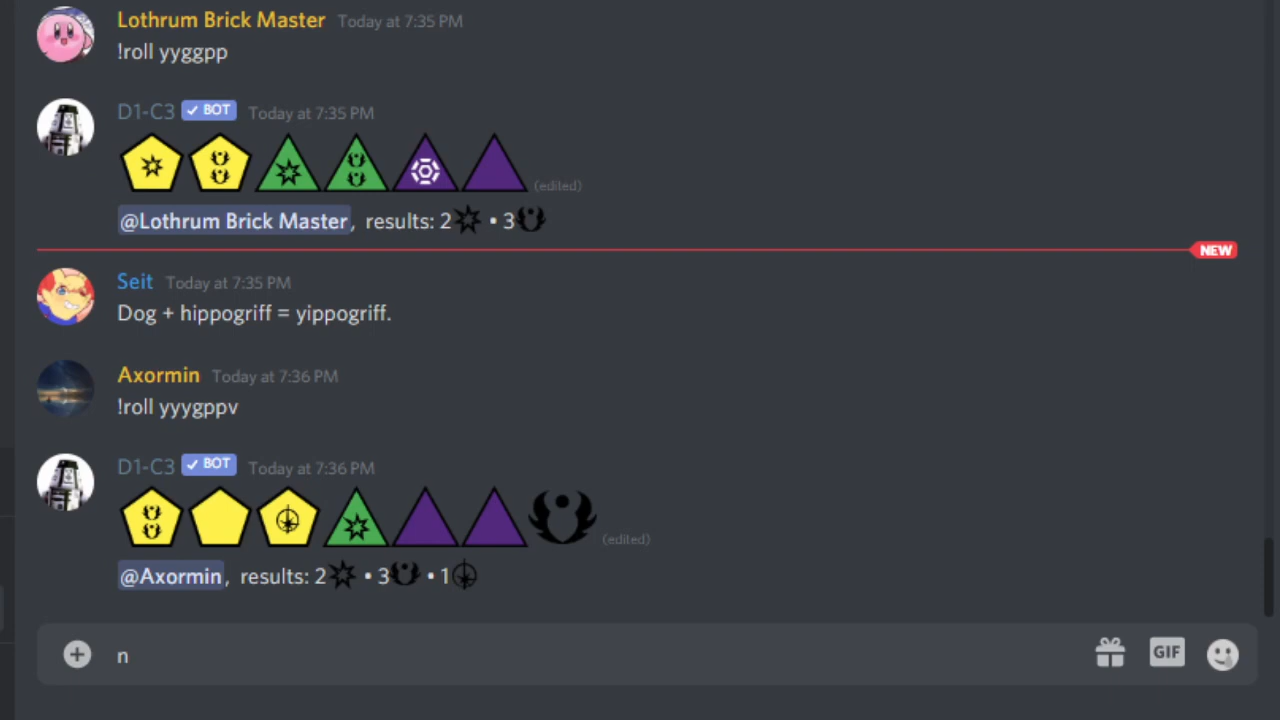 Lothrum Brick Master Today at 7:35 PM
!roll yyggpp
D1-C3 BOT Today at 7:35 PM
(edited)
@Lothrum Brick Master, results: 2 • 3
NEW
Seit Today at 7:35 PM
Dog + hippogriff = yippogriff.
Axormin Today at 7:36 PM
!roll yyygppv
D1-C3 BOT Today at 7:36 PM
(edited)
@Axormin, results: 2 • 3 • 1
n
GIF